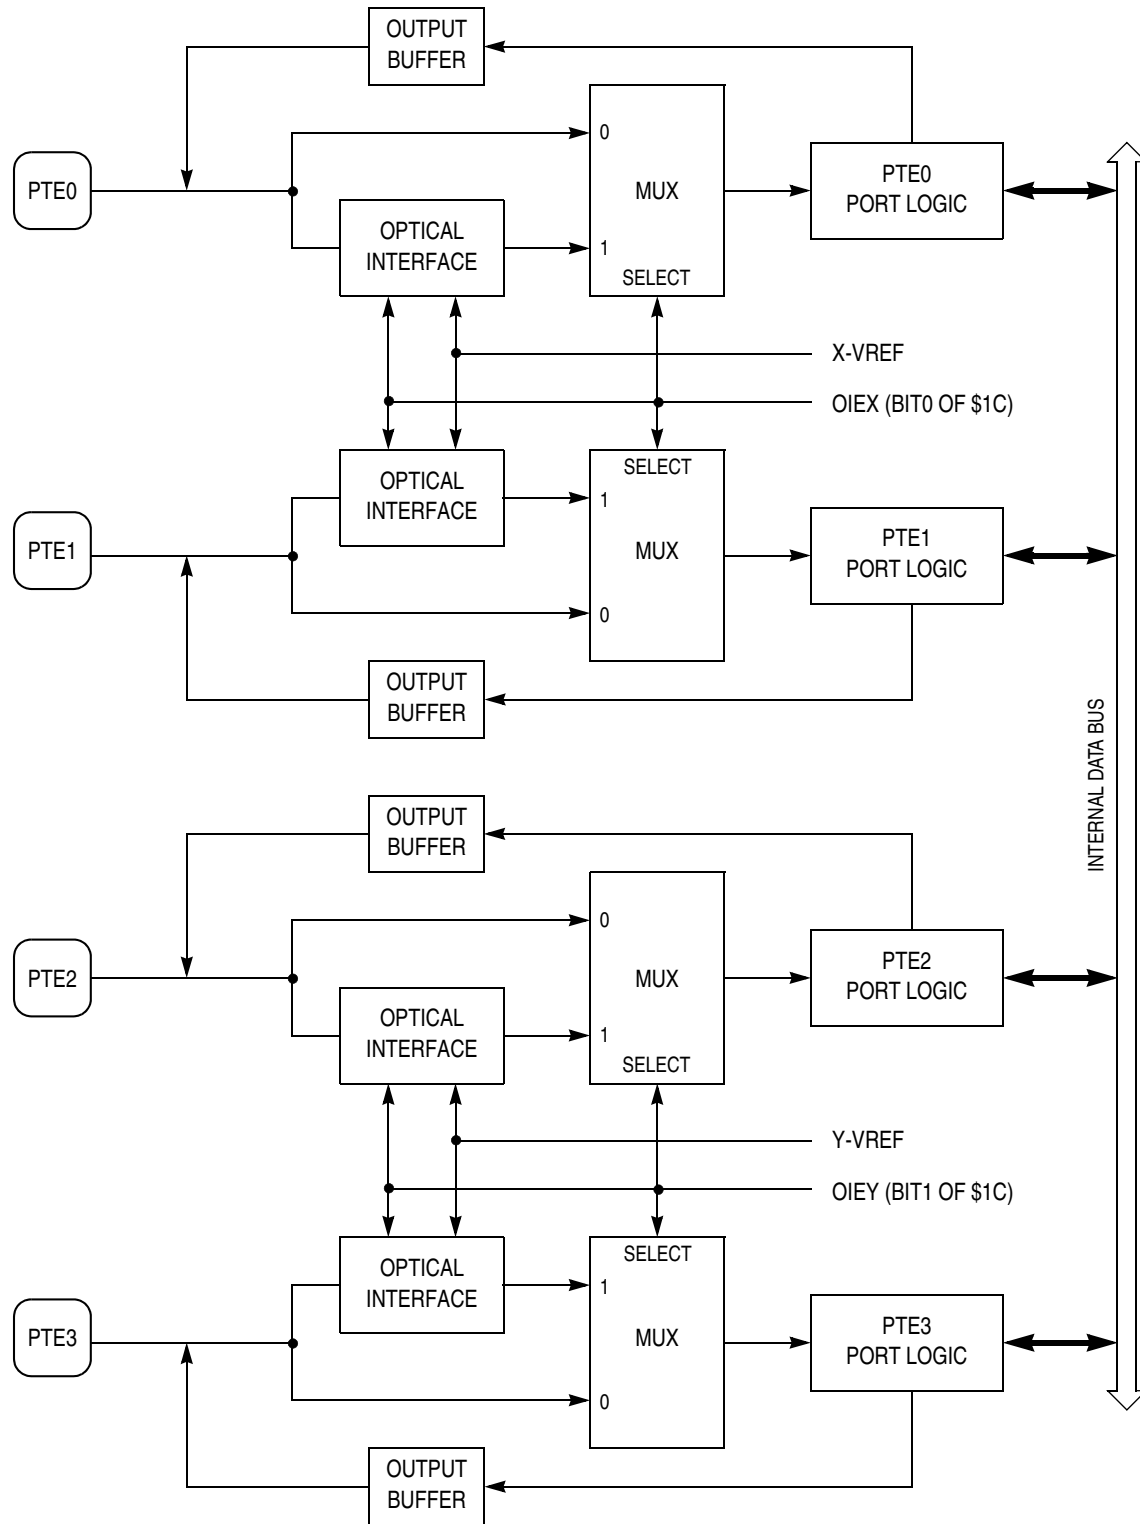 OUTPUT
BUFFER
0
PTE0
MUX
PTE0
PORT LOGIC
OPTICAL
INTERFACE
1
SELECT
X-VREF
OIEX (BIT0 OF $1C)
OPTICAL
INTERFACE
SELECT
1
PTE1
MUX
PTE1
PORT LOGIC
0
OUTPUT
BUFFER
INTERNAL DATA BUS
OUTPUT
BUFFER
0
PTE2
MUX
PTE2
PORT LOGIC
OPTICAL
INTERFACE
1
SELECT
Y-VREF
OIEY (BIT1 OF $1C)
OPTICAL
INTERFACE
SELECT
1
PTE3
MUX
PTE3
PORT LOGIC
0
OUTPUT
BUFFER